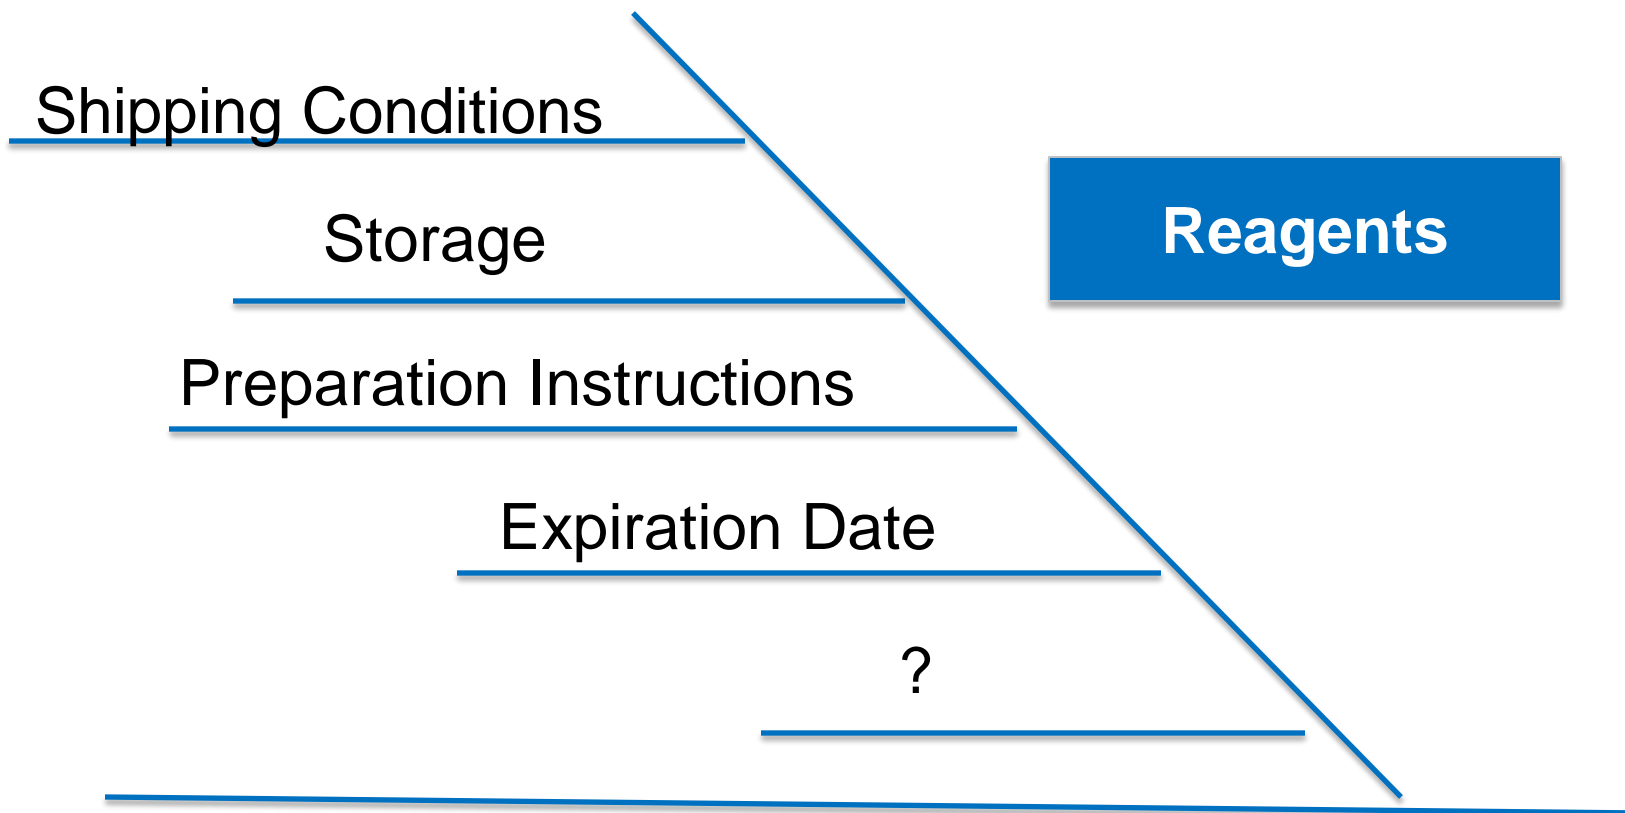 Shipping Conditions
Storage
Reagents
Preparation Instructions
Expiration Date
?